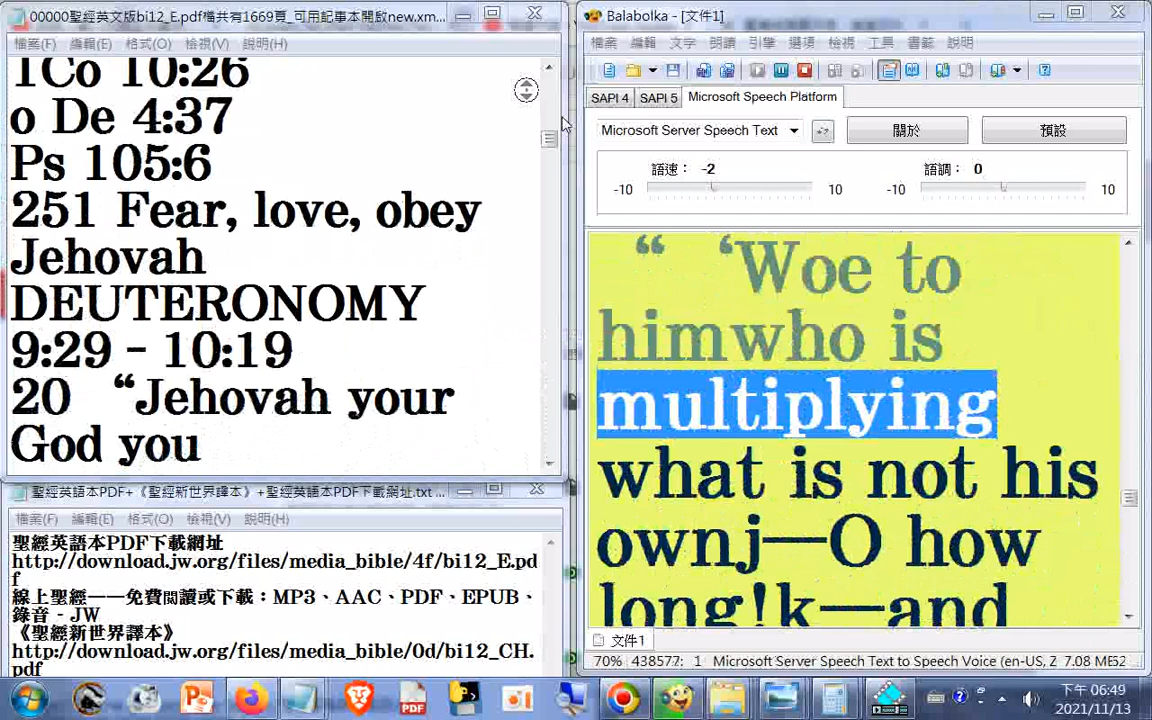 00000聖經英文版bi12_E.pdf檔共有1669頁_可用記事本開啟new.xm...
檔案(F) 編輯(E) 格式(O) 檢視(V) 說明(H)
1Co 10:26
o De 4:37
Ps 105:6
251 Fear, love, obey
Jehovah
DEUTERONOMY
9:29 - 10:19
20 “Jehovah your
God you
聖經英語本PDF+《聖經新世界譯本》+聖經英語本PDF下載網址.txt ...
檔案(F) 編輯(E) 格式(O) 檢視(V) 說明(H)
聖經英語本PDF下載網址
http://download.jw.org/files/media_bible/4f/bi12_E.pd
f
線上聖經──免費閱讀或下載：MP3、AAC、PDF、EPUB、
錄音 - JW
《聖經新世界譯本》
http://download.jw.org/files/media_bible/0d/bi12_CH.
pdf
Balabolka - [文件1]
檔案 編輯 文字 朗讀 引擎 選項 檢視 工具 書籤 說明
SAPI 4 SAPI 5 Microsoft Speech Platform
Microsoft Server Speech Text 關於 預設
語速： -2 語調： 0
-10 10 -10 10
“ ‘Woe to
himwho is
multiplying
what is not his
ownj—O how
long!k—and
文件1
70% 438577: 1 Microsoft Server Speech Text to Speech Voice (en-US, Z 7.08 ME52
PDF
下午 06:49
2021/11/13